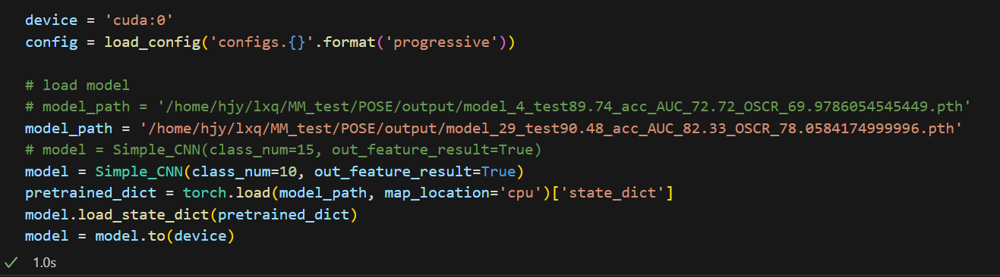 device = 'cuda:0'
config = load_config('configs.{}'.format('progressive'))
# load model
# model_path = '/home/hjy/lxq/MM_test/POSE/output/model_4_test89.74_acc_AUC_72.72_OSCR_69.9786054545449.pth'
model_path = '/home/hjy/lxq/MM_test/POSE/output/model_29_test90.48_acc_AUC_82.33_OSCR_78.0584174999996.pth'
# model = Simple_CNN(class_num=15, out_feature_result=True)
model = Simple_CNN(class_num=10, out_feature_result=True)
pretrained_dict = torch.load(model_path, map_location='cpu')['state_dict']
model.load_state_dict(pretrained_dict)
model = model.to(device)
1.0s